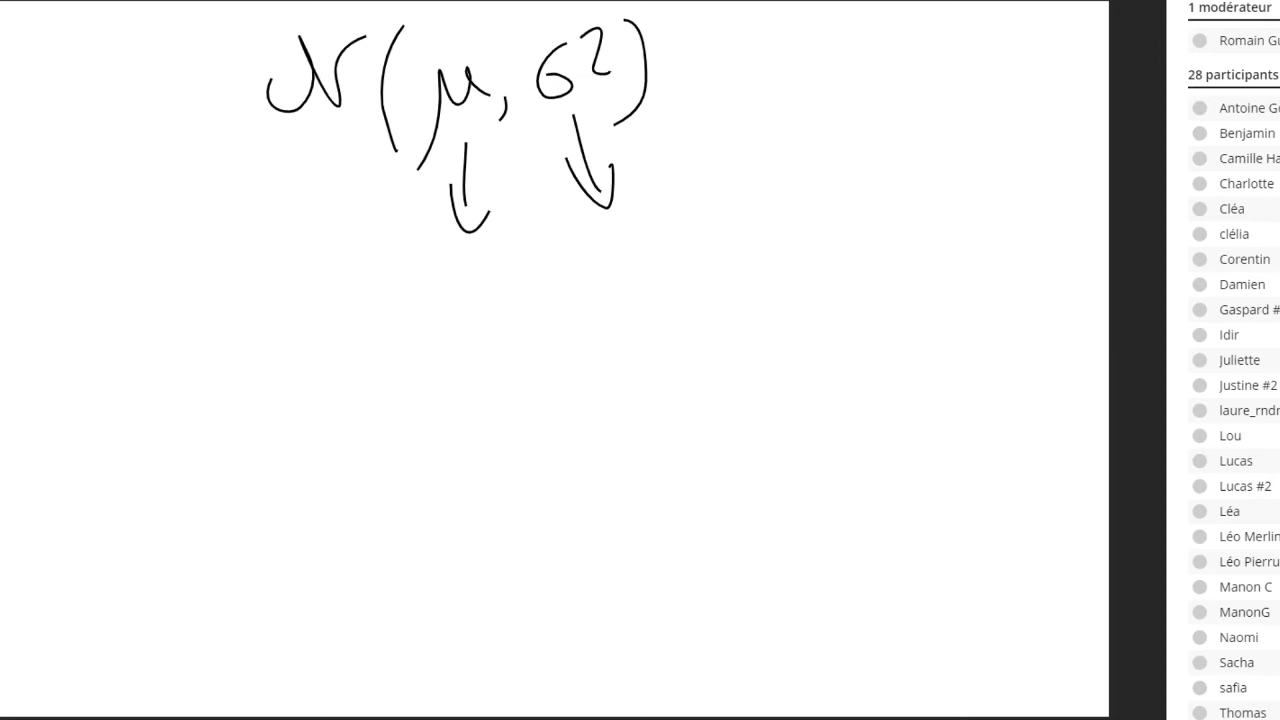 𝒩(μ, σ²)
1 modérateur
Romain Gu
28 participants
Antoine Go
Benjamin
Camille Ha
Charlotte
Cléa
clélia
Corentin
Damien
Gaspard #
Idir
Juliette
Justine #2
laure_rndr
Lou
Lucas
Lucas #2
Léa
Léo Merlin
Léo Pierru
Manon C
ManonG
Naomi
Sacha
safia
Thomas